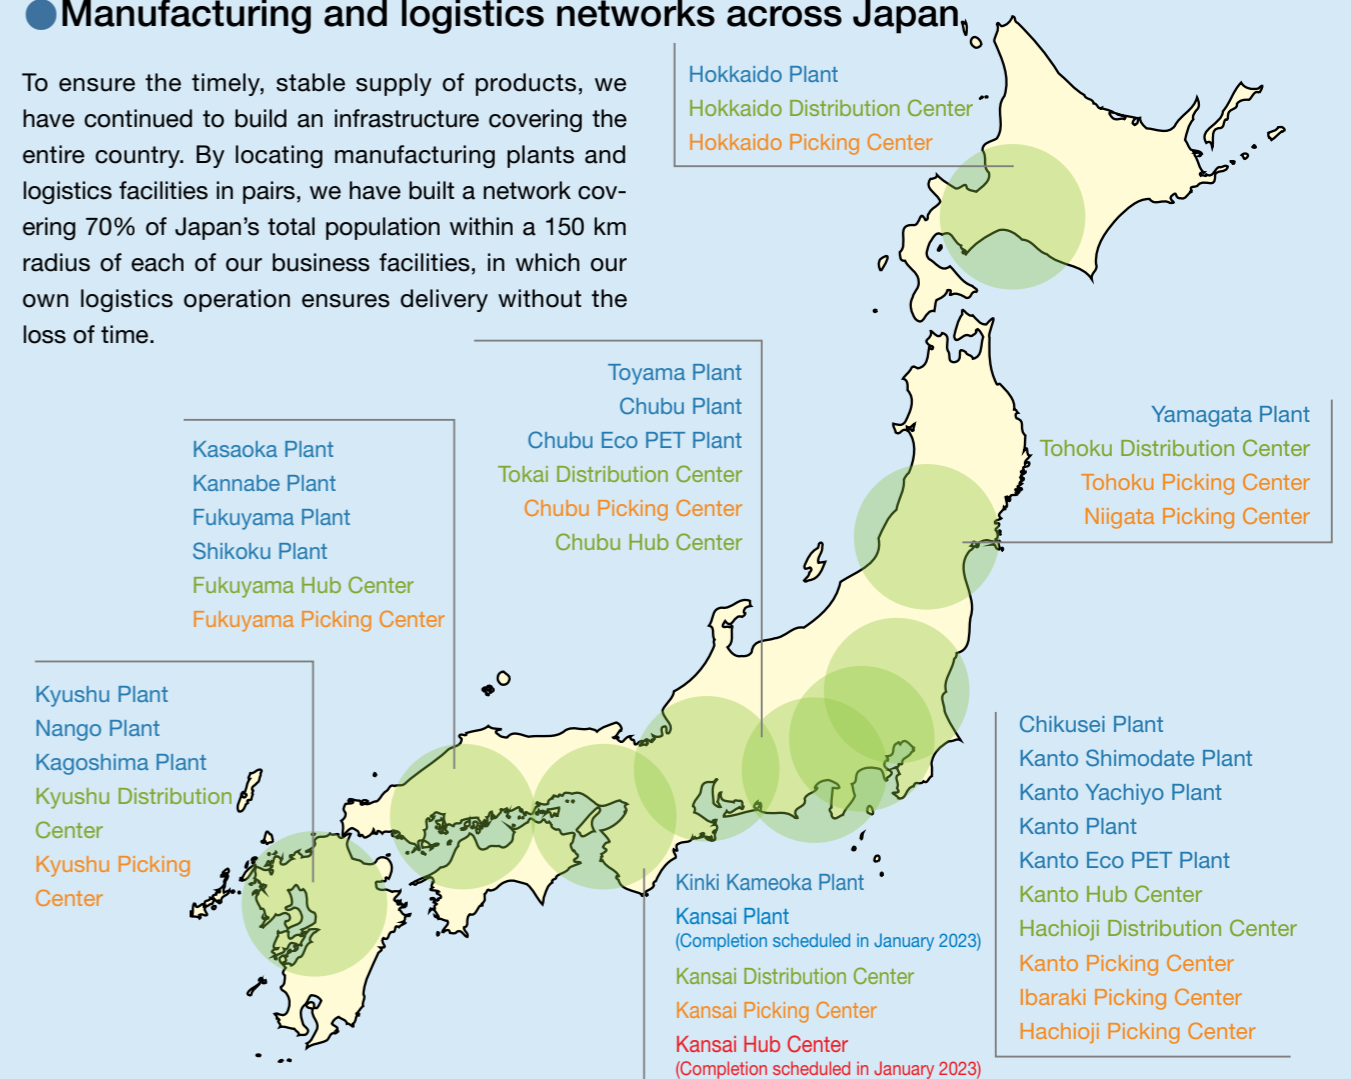 ●Manufacturing and logistics networks across Japan
To ensure the timely, stable supply of products, we
have continued to build an infrastructure covering the
entire country. By locating manufacturing plants and
logistics facilities in pairs, we have built a network cov-
ering 70% of Japan’s total population within a 150 km
radius of each of our business facilities, in which our
own logistics operation ensures delivery without the
loss of time.
Hokkaido Plant
Hokkaido Distribution Center
Hokkaido Picking Center
Toyama Plant
Chubu Plant
Chubu Eco PET Plant
Tokai Distribution Center
Chubu Picking Center
Chubu Hub Center
Yamagata Plant
Tohoku Distribution Center
Tohoku Picking Center
Niigata Picking Center
Kasaoka Plant
Kannabe Plant
Fukuyama Plant
Shikoku Plant
Fukuyama Hub Center
Fukuyama Picking Center
Kyushu Plant
Nango Plant
Kagoshima Plant
Kyushu Distribution
Center
Kyushu Picking
Center
Kinki Kameoka Plant
Kansai Plant
(Completion scheduled in January 2023)
Kansai Distribution Center
Kansai Picking Center
Kansai Hub Center
(Completion scheduled in January 2023)
Chikusei Plant
Kanto Shimodate Plant
Kanto Yachiyo Plant
Kanto Plant
Kanto Eco PET Plant
Kanto Hub Center
Hachioji Distribution Center
Kanto Picking Center
Ibaraki Picking Center
Hachioji Picking Center